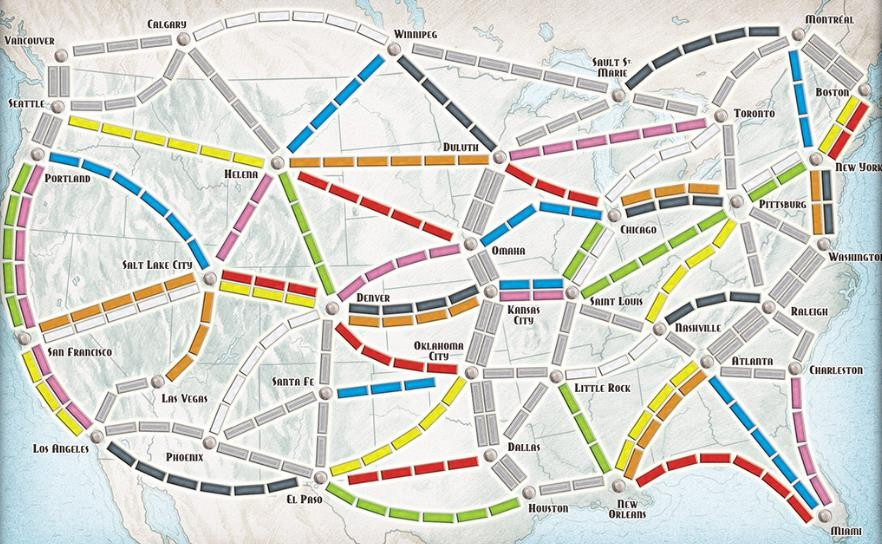 Calgary
Winnipeg
Montréal
Vancouver
Sault St.
Marie
Seattle
Boston
Toronto
Duluth
Helena
New York
Portland
Pittsburg
Chicago
Omaha
Washington
Salt Lake City
Denver
Saint Louis
Kansas
City
Raleigh
Nashville
San Francisco
Oklahoma
City
Atlanta
Charleston
Santa Fe
Little Rock
Las Vegas
Los Angeles
Phoenix
Dallas
El Paso
Houston
New
Orleans
Miami